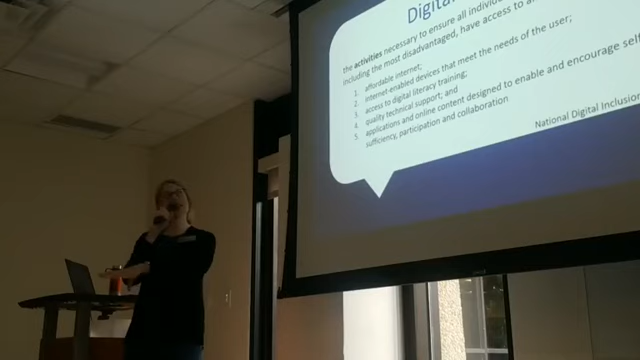 Digital
the activities necessary to ensure all individuals
including the most disadvantaged, have access to and
1. affordable internet;
2. internet-enabled devices that meet the needs of the user;
3. access to digital literacy training;
4. quality technical support; and
5. applications and online content designed to enable and encourage self
sufficiency, participation and collaboration
National Digital Inclusion